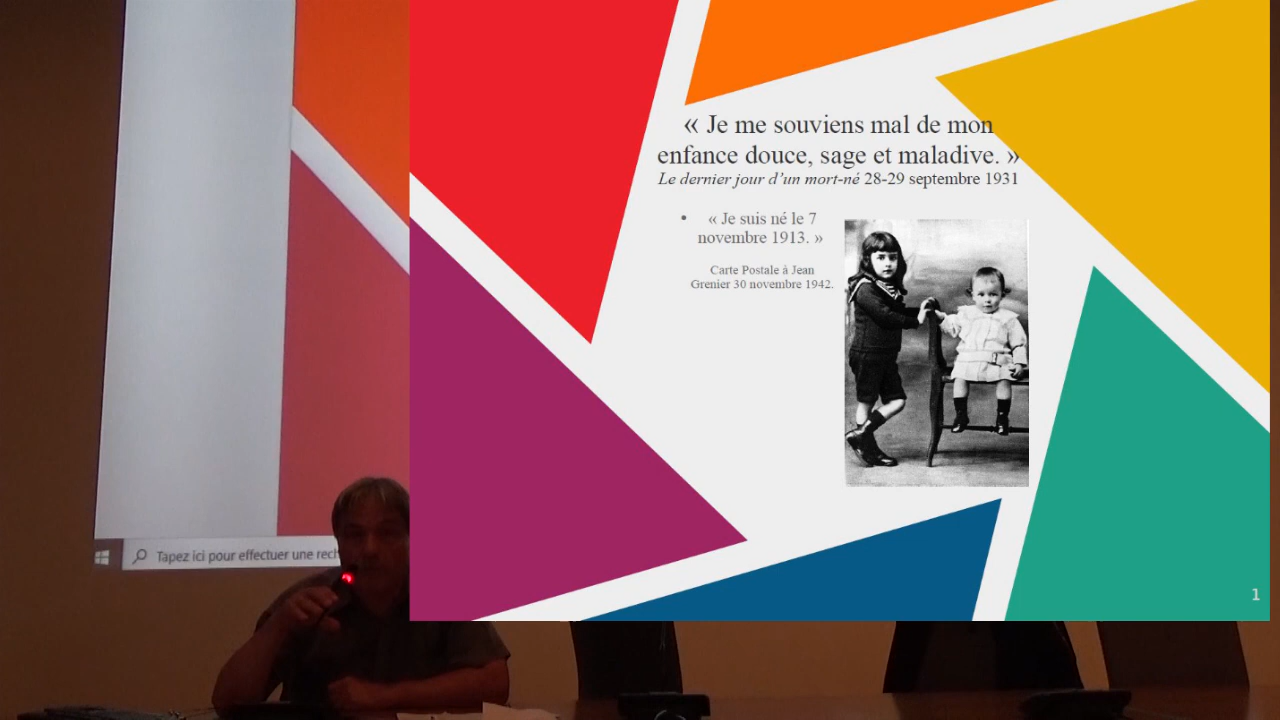 « Je me souviens mal de mon
enfance douce, sage et maladive. »
Le dernier jour d’un mort-né 28-29 septembre 1931
• « Je suis né le 7
novembre 1913. »
Carte Postale à Jean
Grenier 30 novembre 1942.
1
Tapez ici pour effectuer une rech